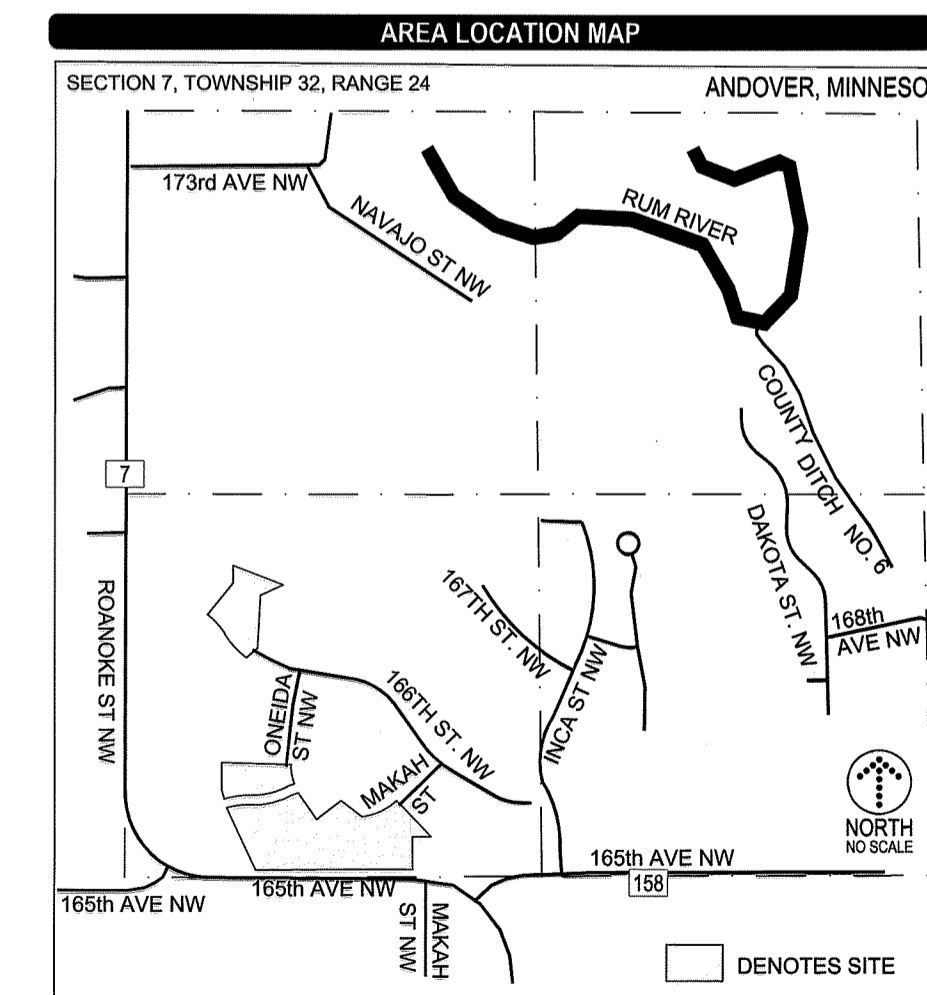 AREA LOCATION MAP
SECTION 7, TOWNSHIP 32, RANGE 24
ANDOVER, MINNESO
173rd AVE NW
NAVAJO ST NW
RUM RIVER
COUNTY DITCH NO. 6
7
DAKOTA ST. NW
168th
AVE NW
ROANOKE ST NW
167TH ST. NW
INCA ST NW
ONEIDA
ST NW
166TH ST. NW
MAKAH
ST
NORTH
NO SCALE
165th AVE NW
158
165th AVE NW
165th AVE NW
MAKAH
ST NW
DENOTES SITE